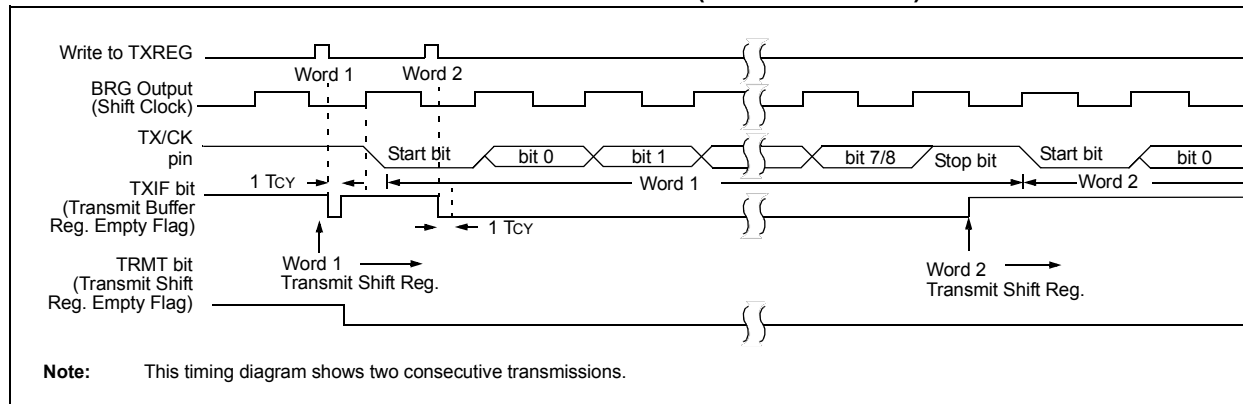 Write to TXREG
Word 1
Word 2
BRG Output
(Shift Clock)
TX/CK
pin
Start bit
bit 0
bit 1
bit 7/8
Stop bit
Start bit
bit 0
1 TCY
Word 1
Word 2
TXIF bit
(Transmit Buffer
Reg. Empty Flag)
1 TCY
Word 1
Transmit Shift Reg.
Word 2
Transmit Shift Reg.
TRMT bit
(Transmit Shift
Reg. Empty Flag)
Note: This timing diagram shows two consecutive transmissions.